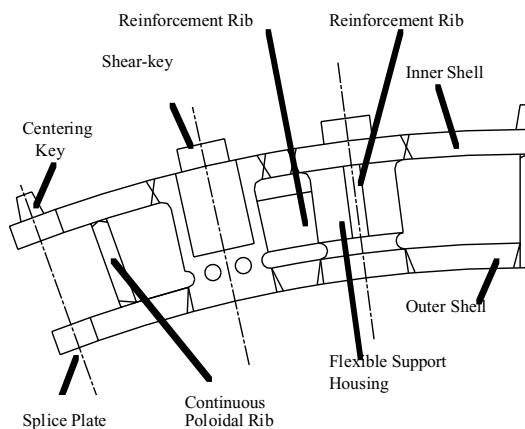 Reinforcement Rib
Reinforcement Rib
Shear-key
Inner Shell
Centering
Key
Outer Shell
Flexible Support
Housing
Continuous
Poloidal Rib
Splice Plate